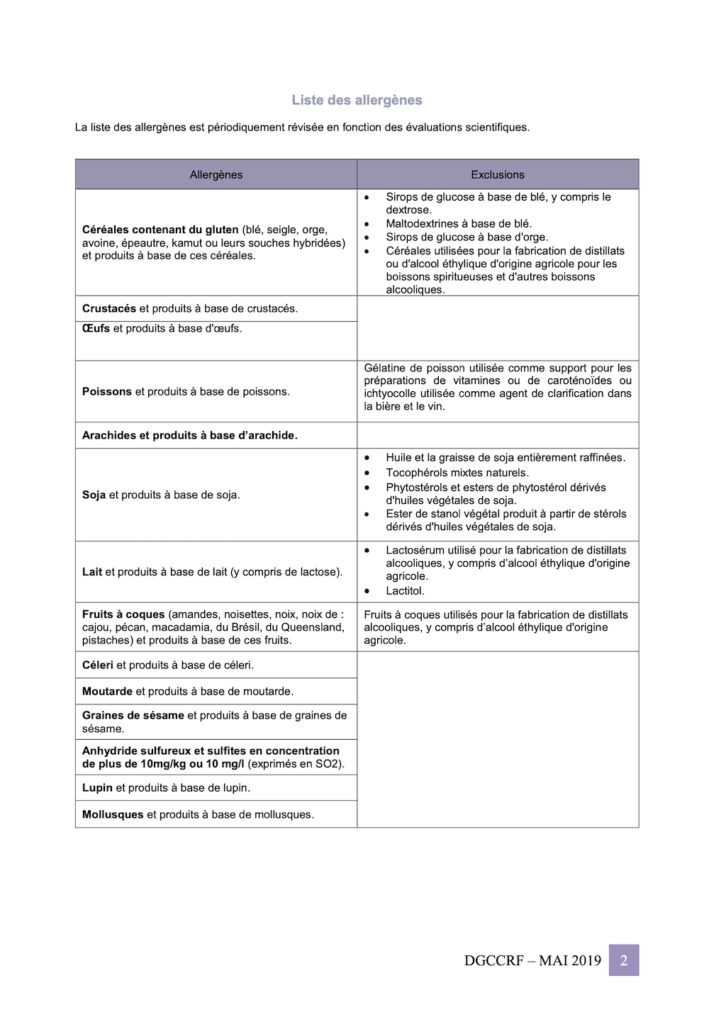 Liste des allergènes
La liste des allergènes est périodiquement révisée en fonction des évaluations scientifiques.
Allergènes
Exclusions
Céréales contenant du gluten (blé, seigle, orge,
avoine, épeautre, kamut ou leurs souches hybridées)
et produits à base de ces céréales.
• Sirops de glucose à base de blé, y compris le
dextrose.
• Maltodextrines à base de blé.
• Sirops de glucose à base d'orge.
• Céréales utilisées pour la fabrication de distillats
ou d'alcool éthylique d'origine agricole pour les
boissons spiritueuses et d'autres boissons
alcooliques.
Crustacés et produits à base de crustacés.
Œufs et produits à base d'œufs.
Poissons et produits à base de poissons.
Gélatine de poisson utilisée comme support pour les
préparations de vitamines ou de caroténoïdes ou
ichtyocolle utilisée comme agent de clarification dans
la bière et le vin.
Arachides et produits à base d'arachide.
Soja et produits à base de soja.
• Huile et la graisse de soja entièrement raffinées.
• Tocophérols mixtes naturels.
• Phytostérols et esters de phytostérol dérivés
d'huiles végétales de soja.
• Ester de stanol végétal produit à partir de stérols
dérivés d'huiles végétales de soja.
Lait et produits à base de lait (y compris de lactose).
• Lactosérum utilisé pour la fabrication de distillats
alcooliques, y compris d'alcool éthylique d'origine
agricole.
• Lactitol.
Fruits à coques (amandes, noisettes, noix, noix de :
cajou, pécan, macadamia, du Brésil, du Queensland,
pistaches) et produits à base de ces fruits.
Fruits à coques utilisés pour la fabrication de distillats
alcooliques, y compris d'alcool éthylique d'origine
agricole.
Céleri et produits à base de céleri.
Moutarde et produits à base de moutarde.
Graines de sésame et produits à base de graines de
sésame.
Anhydride sulfureux et sulfites en concentration
de plus de 10mg/kg ou 10 mg/l (exprimés en SO2).
Lupin et produits à base de lupin.
Mollusques et produits à base de mollusques.
DGCCRF – MAI 2019 2